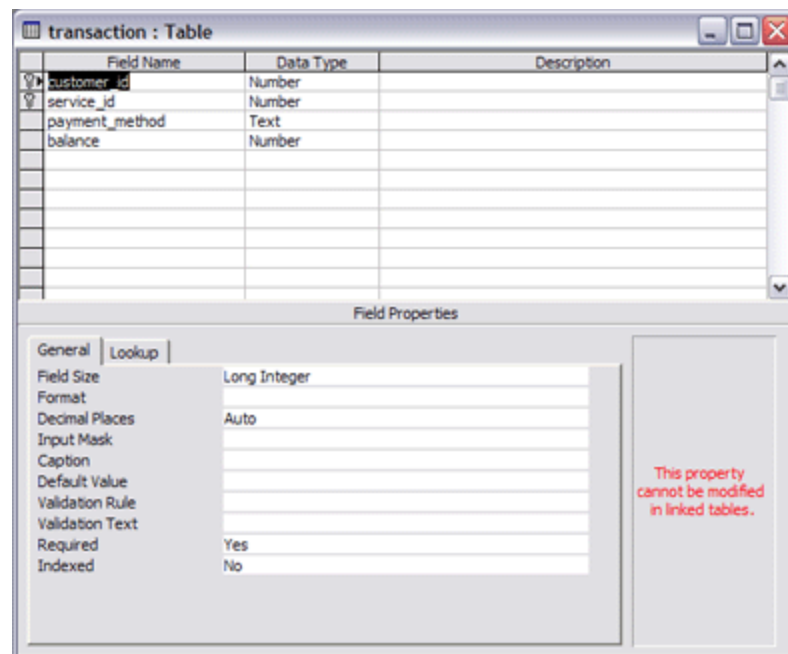 transaction : Table
Field Name Data Type Description
customer_id Number
service_id Number
payment_method Text
balance Number
Field Properties
General Lookup
Field Size Long Integer
Format
Decimal Places Auto
Input Mask
Caption
Default Value
Validation Rule
Validation Text
Required Yes
Indexed No
This property
cannot be modified
in linked tables.